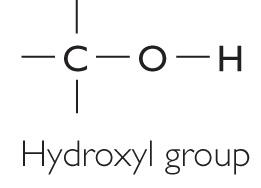 C — O — H
Hydroxyl group